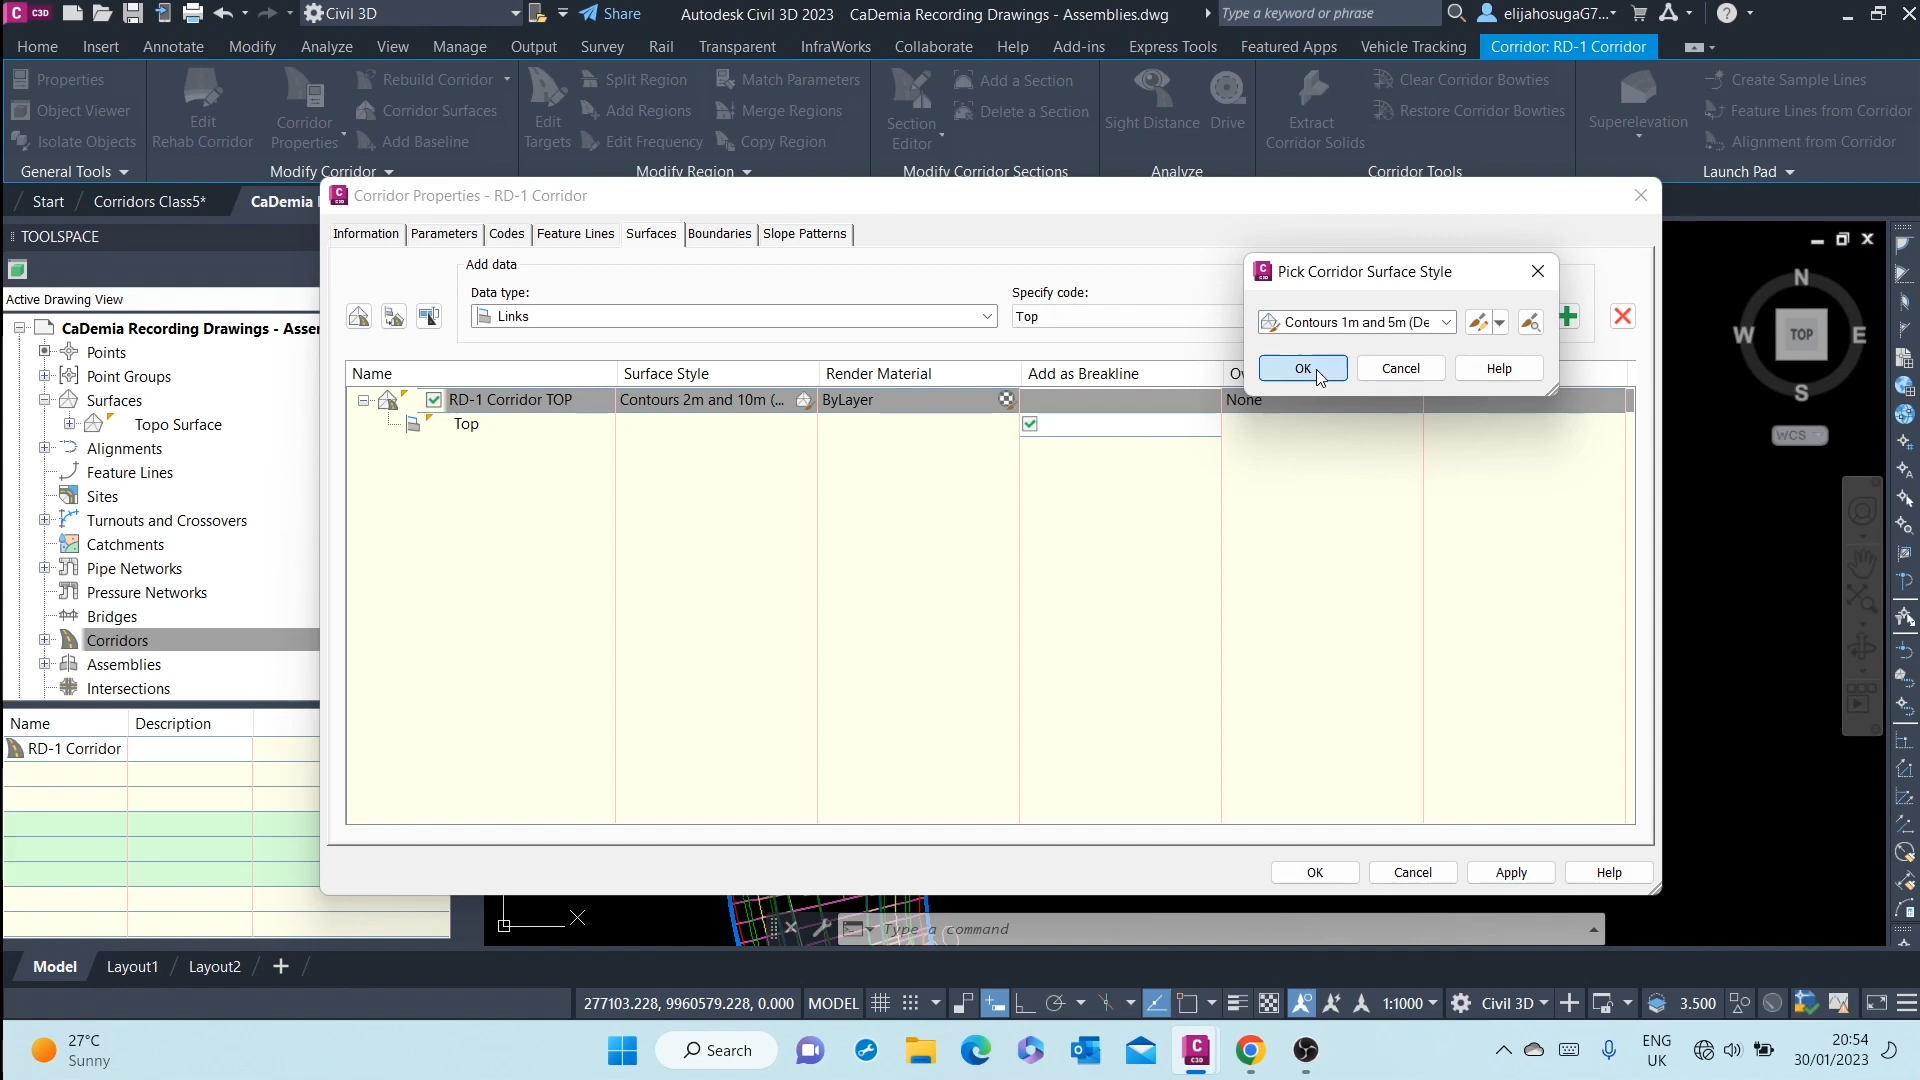 C3D
Civil 3D
Share
Autodesk Civil 3D 2023
CaDemia Recording Drawings - Assemblies.dwg
Type a keyword or phrase
elijahosugaG7...
Home
Insert
Annotate
Modify
Analyze
View
Manage
Output
Survey
Rail
Transparent
InfraWorks
Collaborate
Help
Add-ins
Express Tools
Featured Apps
Vehicle Tracking
Corridor: RD-1 Corridor
Properties
Object Viewer
Isolate Objects
General Tools
Edit
Rehab Corridor
Corridor
Properties
Rebuild Corridor
Corridor Surfaces
Add Baseline
Modify Corridor
Edit
Targets
Split Region
Add Regions
Edit Frequency
Match Parameters
Merge Regions
Copy Region
Modify Region
Section
Editor
Add a Section
Delete a Section
Modify Corridor Sections
Sight Distance
Drive
Analyze
Extract
Corridor Solids
Clear Corridor Bowties
Restore Corridor Bowties
Corridor Tools
Superelevation
Create Sample Lines
Feature Lines from Corridor
Alignment from Corridor
Launch Pad
Start
Corridors Class5*
CaDemia
TOOLSPACE
Active Drawing View
CaDemia Recording Drawings - Asser
Points
Point Groups
Surfaces
Topo Surface
Alignments
Feature Lines
Sites
Turnouts and Crossovers
Catchments
Pipe Networks
Pressure Networks
Bridges
Corridors
Assemblies
Intersections
Name
Description
RD-1 Corridor
Corridor Properties - RD-1 Corridor
Information
Parameters
Codes
Feature Lines
Surfaces
Boundaries
Slope Patterns
Add data
Data type:
Links
Specify code:
Top
Name
Surface Style
Render Material
Add as Breakline
Ov
RD-1 Corridor TOP
Contours 2m and 10m (...
ByLayer
None
Top
Pick Corridor Surface Style
Contours 1m and 5m (De
OK
Cancel
Help
OK
Cancel
Apply
Help
N
W
TOP
E
S
WCS
Type a command
Model
Layout1
Layout2
277103.228, 9960579.228, 0.000
MODEL
1:1000
Civil 3D
3.500
27°C
Sunny
Search
C3D
ENG
UK
20:54
30/01/2023